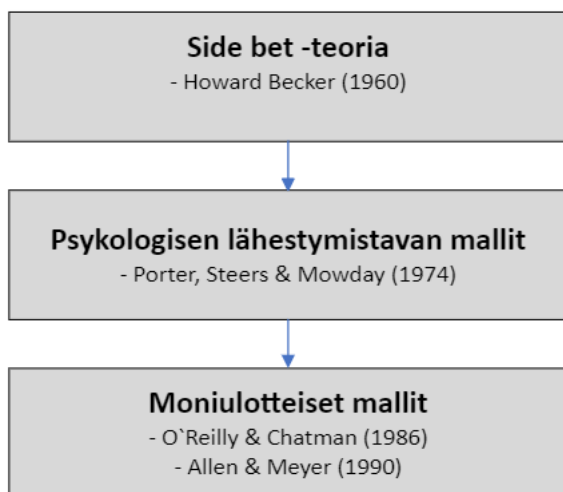 Side bet -teoria
- Howard Becker (1960)
Psykologisen lähestymistavan mallit
- Porter, Steers & Mowday (1974)
Moniulotteiset mallit
- O`Reilly & Chatman (1986)
- Allen & Meyer (1990)